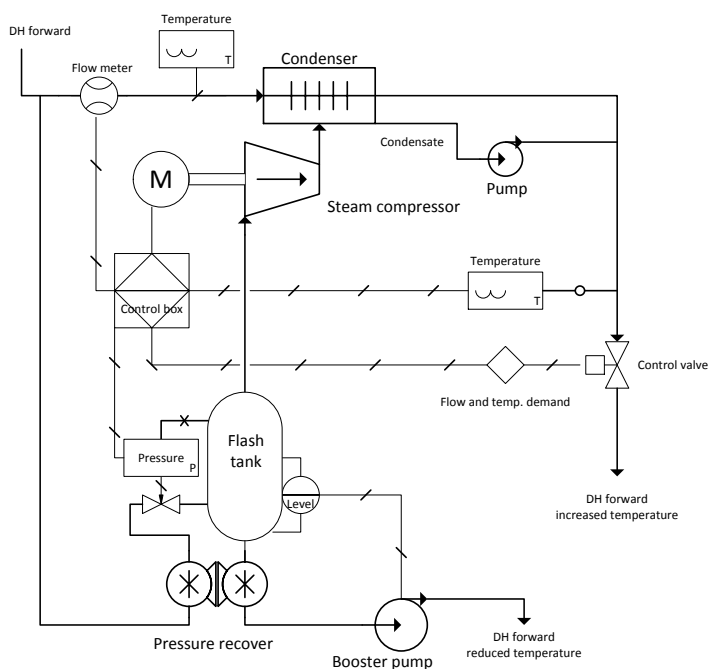 Temperature
DH forward
T
Flow meter
Condenser
Condensate
M
Pump
Steam compressor
Temperature
T
Control box
Control valve
Flow and temp. demand
Flash
tank
Pressure
P
Level
DH forward
increased temperature
Pressure recover
DH forward
reduced temperature
Booster pump